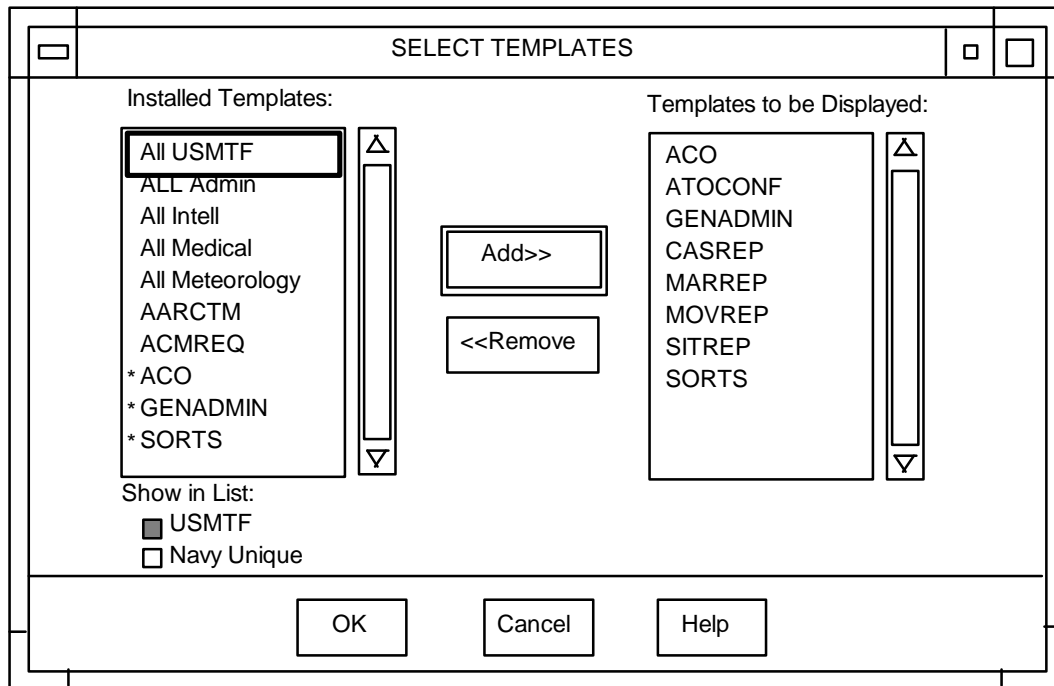 SELECT TEMPLATES
Installed Templates:
All USMTF
ALL Admin
All Intell
All Medical
All Meteorology
AARCTM
ACMREQ
* ACO
* GENADMIN
* SORTS
Show in List:
USMTF
Navy Unique
Add>>
<<Remove
Templates to be Displayed:
ACO
ATOCONF
GENADMIN
CASREP
MARREP
MOVREP
SITREP
SORTS
OK
Cancel
Help